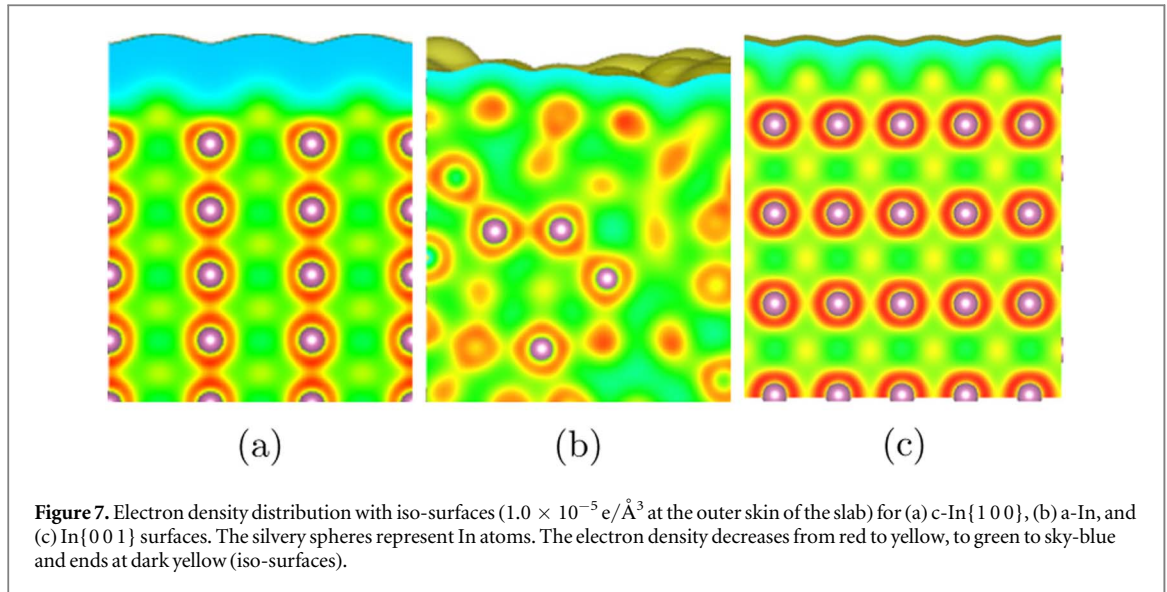 (a) (b) (c)
Figure 7. Electron density distribution with iso-surfaces (1.0 × 10⁻⁵ e/Å³ at the outer skin of the slab) for (a) c-In{1 0 0}, (b) a-In, and
(c) In{0 0 1} surfaces. The silvery spheres represent In atoms. The electron density decreases from red to yellow, to green to sky-blue
and ends at dark yellow (iso-surfaces).